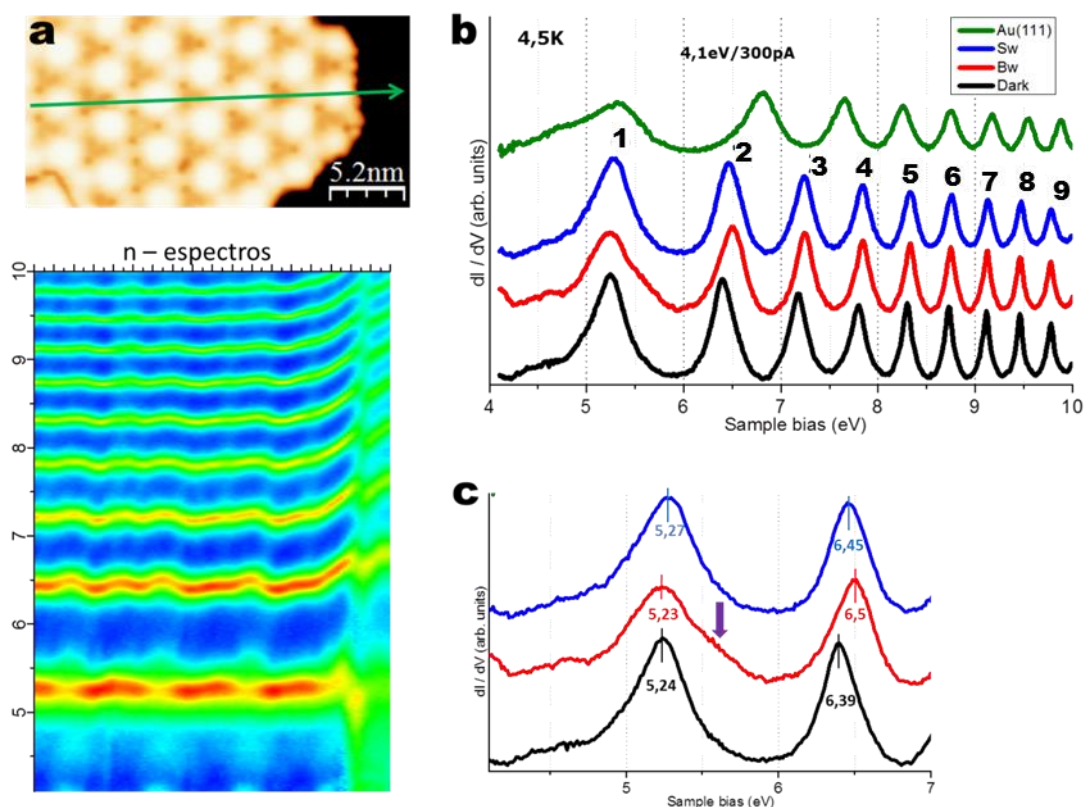 a
5.2nm
n – espectros
10
9
8
7
6
5
b
4,5K
4,1eV/300pA
Au(111)
Sw
Bw
Dark
1
2
3
4
5
6
7
8
9
dI / dV (arb. units)
4 5 6 7 8 9 10
Sample bias (eV)
c
5,27
6,45
5,23
6,5
5,24
6,39
dI / dV (arb. units)
5 6 7
Sample bias (eV)